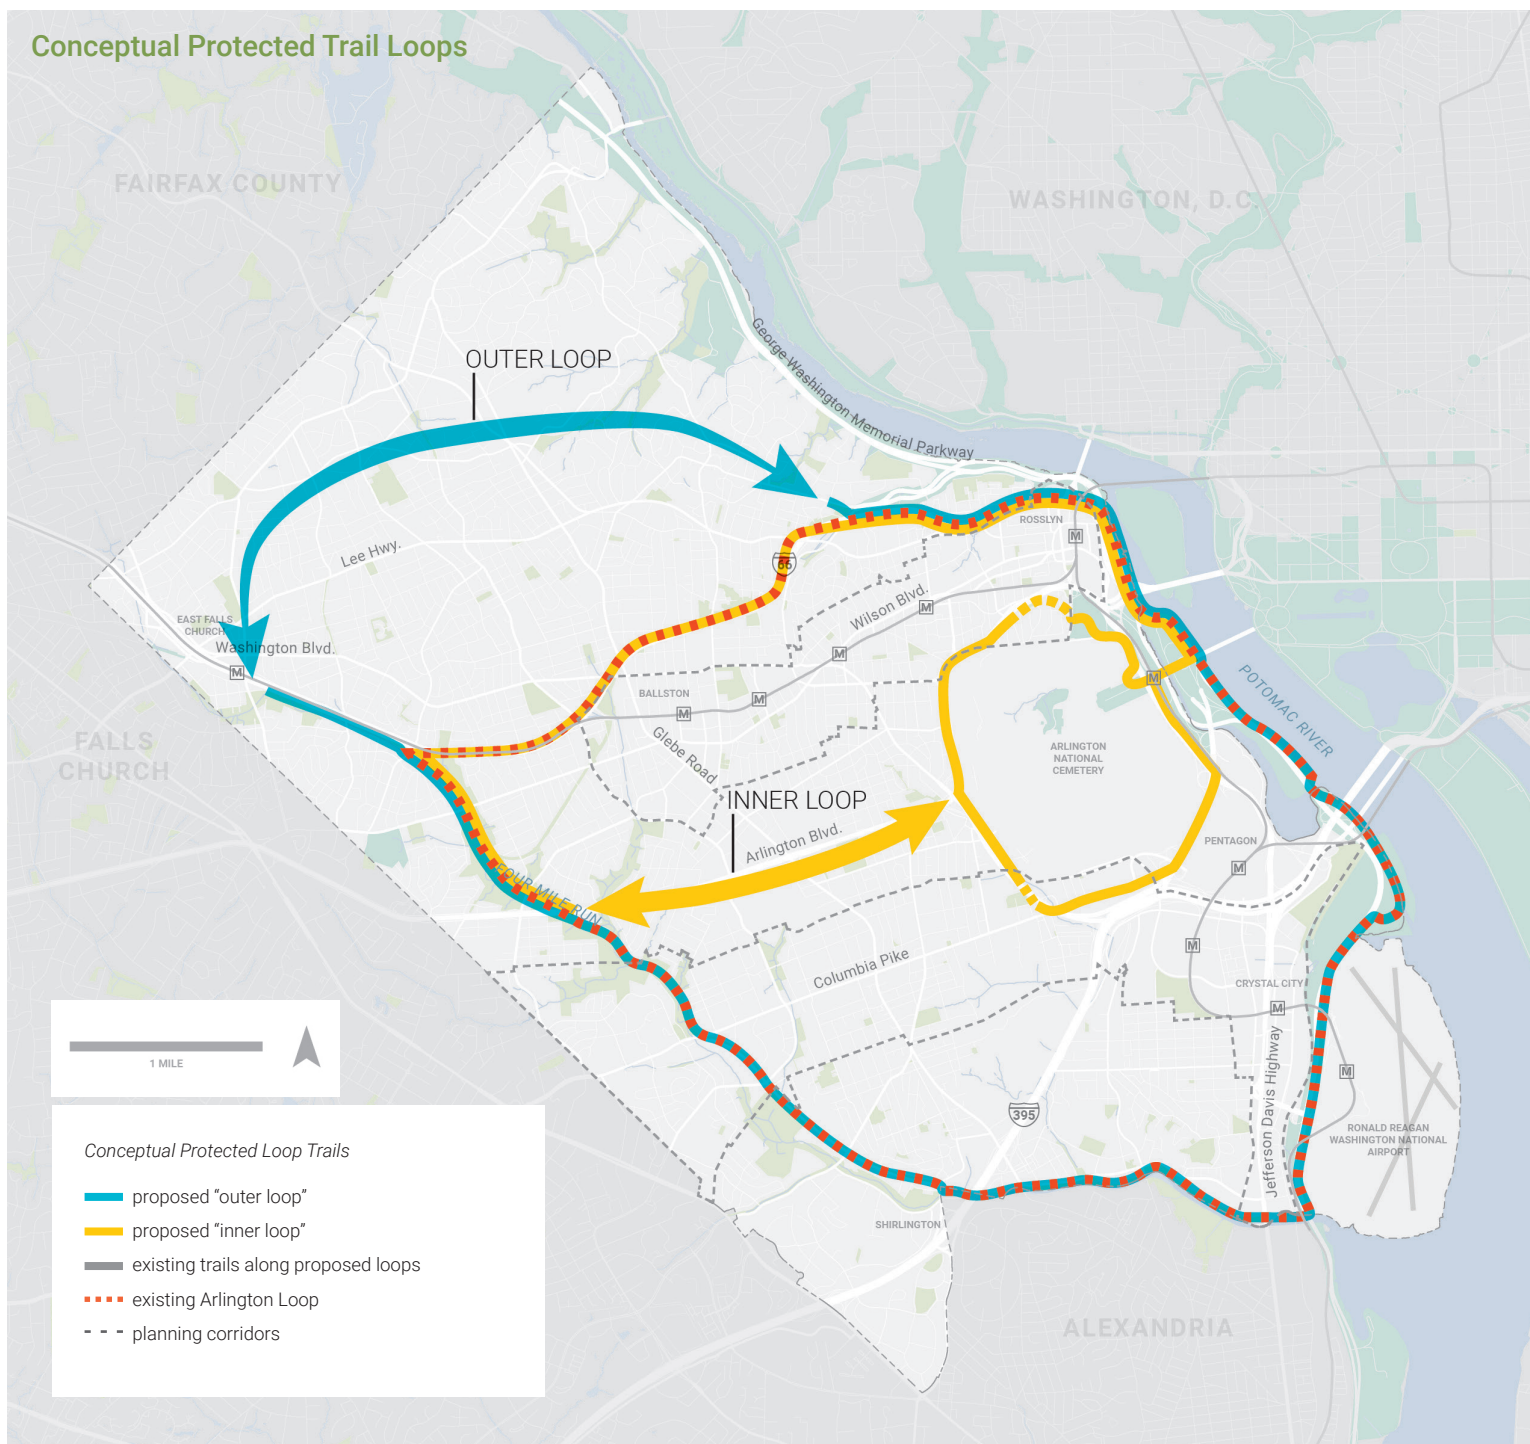 Conceptual Protected Trail Loops
FAIRFAX COUNTY
WASHINGTON, D.C.
George Washington Memorial Parkway
OUTER LOOP
ROSSLYN
M
Lee Hwy.
66
Wilson Blvd.
M
EAST FALLS
CHURCH
Washington Blvd.
M
M
BALLSTON
M
M
M
POTOMAC RIVER
FALLS
CHURCH
Glebe Road
ARLINGTON
NATIONAL
CEMETERY
INNER LOOP
Arlington Blvd.
PENTAGON
M
FOUR MILE RUN
M
Columbia Pike
CRYSTAL CITY
M
M
Jefferson Davis Highway
395
RONALD REAGAN
WASHINGTON NATIONAL
AIRPORT
SHIRLINGTON
ALEXANDRIA
1 MILE
Conceptual Protected Loop Trails
proposed “outer loop”
proposed “inner loop”
existing trails along proposed loops
existing Arlington Loop
planning corridors